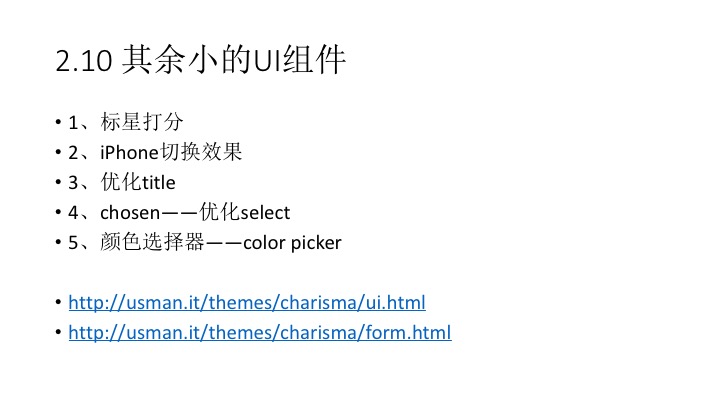 2.10 其余小的UI组件
• 1、标星打分
• 2、iPhone切换效果
• 3、优化title
• 4、chosen——优化select
• 5、颜色选择器——color picker
• http://usman.it/themes/charisma/ui.html
• http://usman.it/themes/charisma/form.html